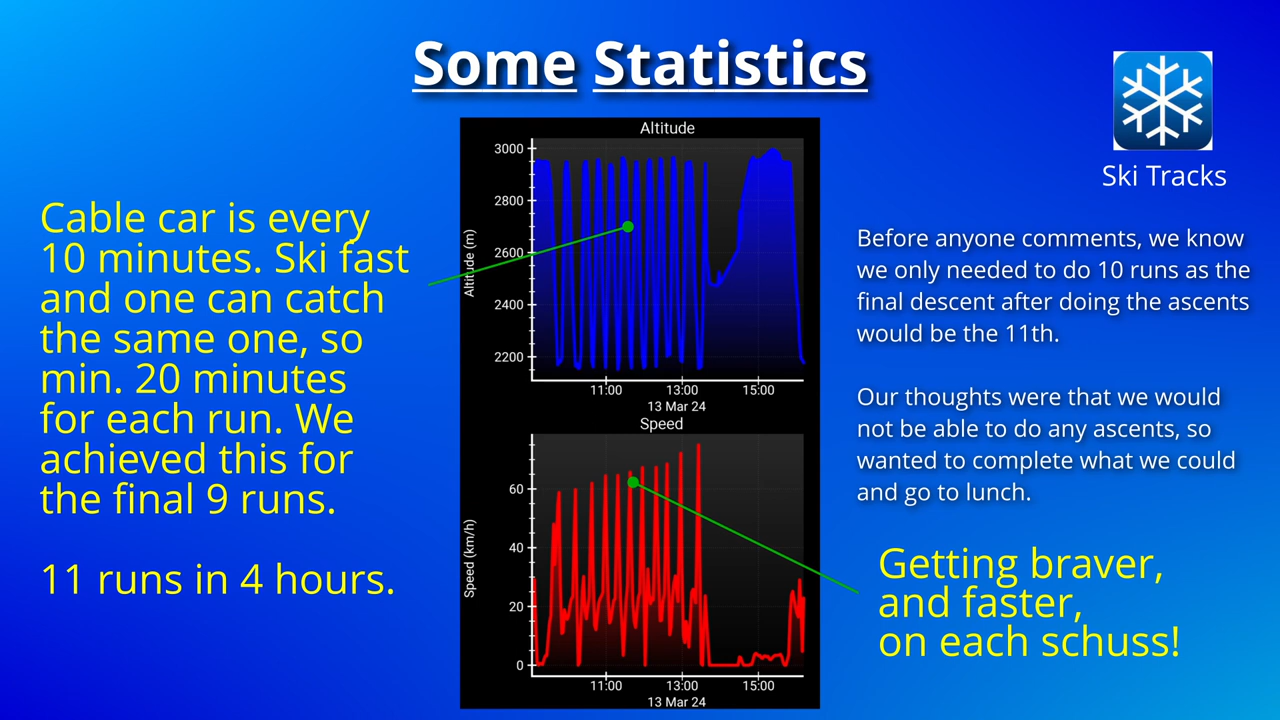 Some Statistics
Ski Tracks
Cable car is every
10 minutes. Ski fast
and one can catch
the same one, so
min. 20 minutes
for each run. We
achieved this for
the final 9 runs.
11 runs in 4 hours.
Altitude
3000
2800
2600
2400
2200
Altitude (m)
11:00 13:00 15:00
13 Mar 24
Speed
60
40
20
0
Speed (km/h)
11:00 13:00 15:00
13 Mar 24
Before anyone comments, we know
we only needed to do 10 runs as the
final descent after doing the ascents
would be the 11th.
Our thoughts were that we would
not be able to do any ascents, so
wanted to complete what we could
and go to lunch.
Getting braver,
and faster,
on each schuss!